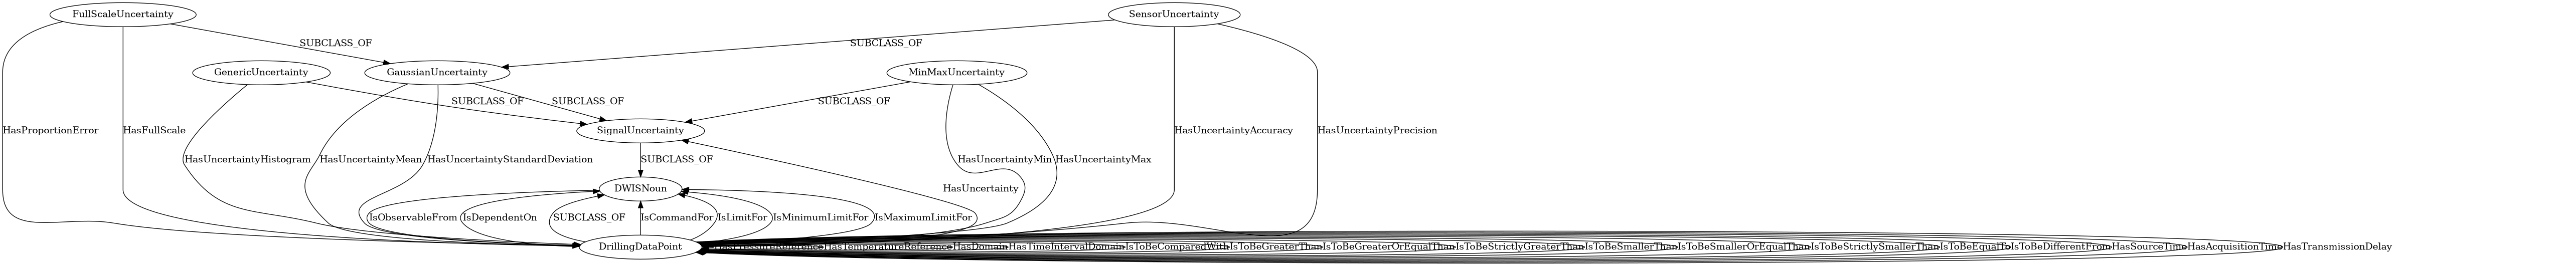 FullScaleUncertainty
SensorUncertainty
SUBCLASS_OF
SUBCLASS_OF
GenericUncertainty
GaussianUncertainty
MinMaxUncertainty
SUBCLASS_OF
SUBCLASS_OF
SUBCLASS_OF
HasProportionError
HasFullScale
SignalUncertainty
HasUncertaintyAccuracy
HasUncertaintyPrecision
HasUncertaintyHistogram
HasUncertaintyMean
HasUncertaintyStandardDeviation
SUBCLASS_OF
HasUncertaintyMin
HasUncertaintyMax
DWISNoun
HasUncertainty
IsObservableFrom
IsDependentOn
SUBCLASS_OF
IsCommandFor
IsLimitFor
IsMinimumLimitFor
IsMaximumLimitFor
DrillingDataPoint
HasPressureReference
HasTemperatureReference
HasDomain
HasTimeIntervalDomain
IsToBeComparedWith
IsToBeGreaterThan
IsToBeGreaterOrEqualThan
IsToBeStrictlyGreaterThan
IsToBeSmallerThan
IsToBeSmallerOrEqualThan
IsToBeStrictlySmallerThan
IsToBeEqualTo
IsToBeDifferentFrom
HasSourceTime
HasAcquisitionTime
HasTransmissionDelay